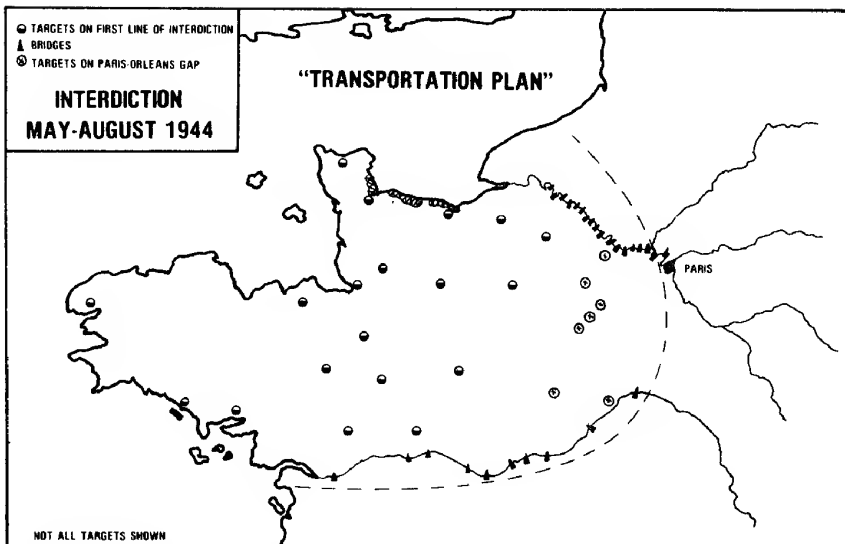 TARGETS ON FIRST LINE OF INTERDICTION
BRIDGES
TARGETS ON PARIS-ORLEANS GAP
INTERDICTION
MAY-AUGUST 1944
"TRANSPORTATION PLAN"
PARIS
NOT ALL TARGETS SHOWN